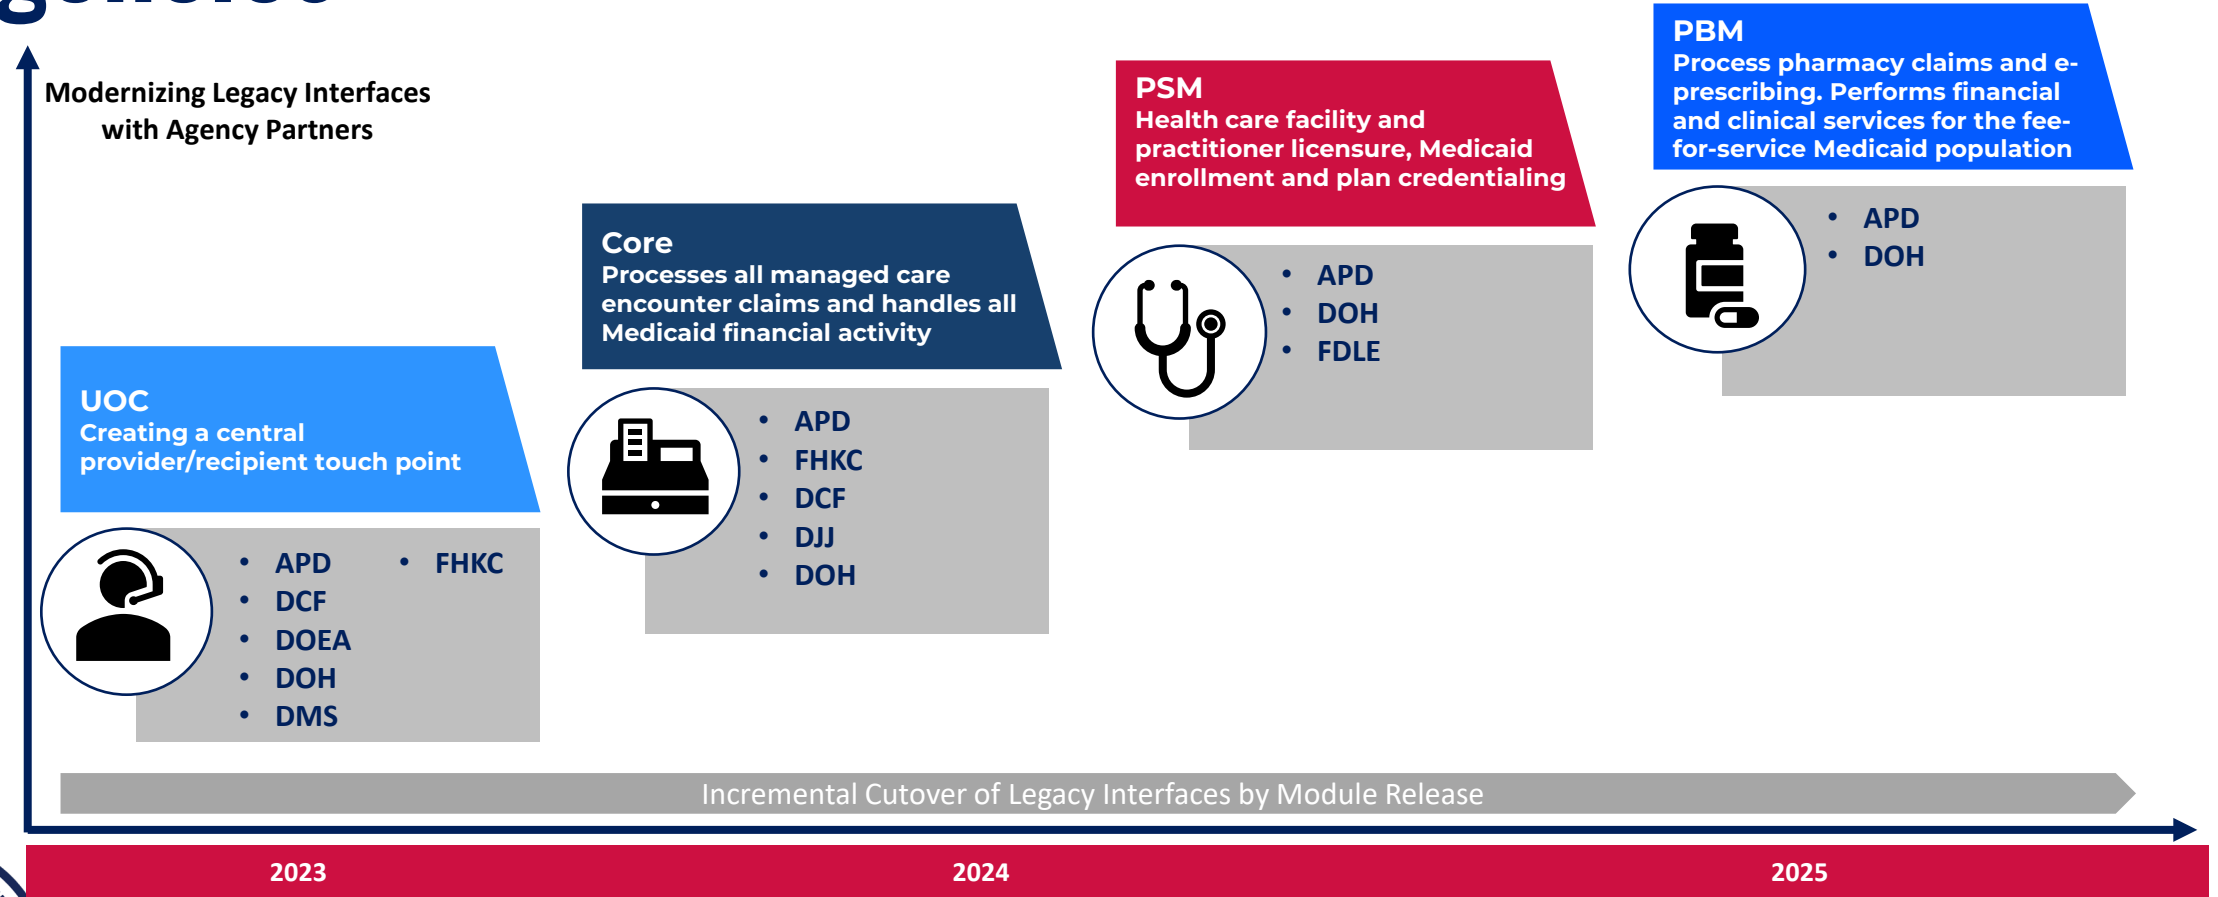 Modernizing Legacy Interfaces
with Agency Partners
UOC
Creating a central
provider/recipient touch point
• APD
• DCF
• DOEA
• DOH
• DMS
• FHKC
Core
Processes all managed care
encounter claims and handles all
Medicaid financial activity
• APD
• FHKC
• DCF
• DJJ
• DOH
PSM
Health care facility and
practitioner licensure, Medicaid
enrollment and plan credentialing
• APD
• DOH
• FDLE
PBM
Process pharmacy claims and e-
prescribing. Performs financial
and clinical services for the fee-
for-service Medicaid population
• APD
• DOH
Incremental Cutover of Legacy Interfaces by Module Release
2023
2024
2025